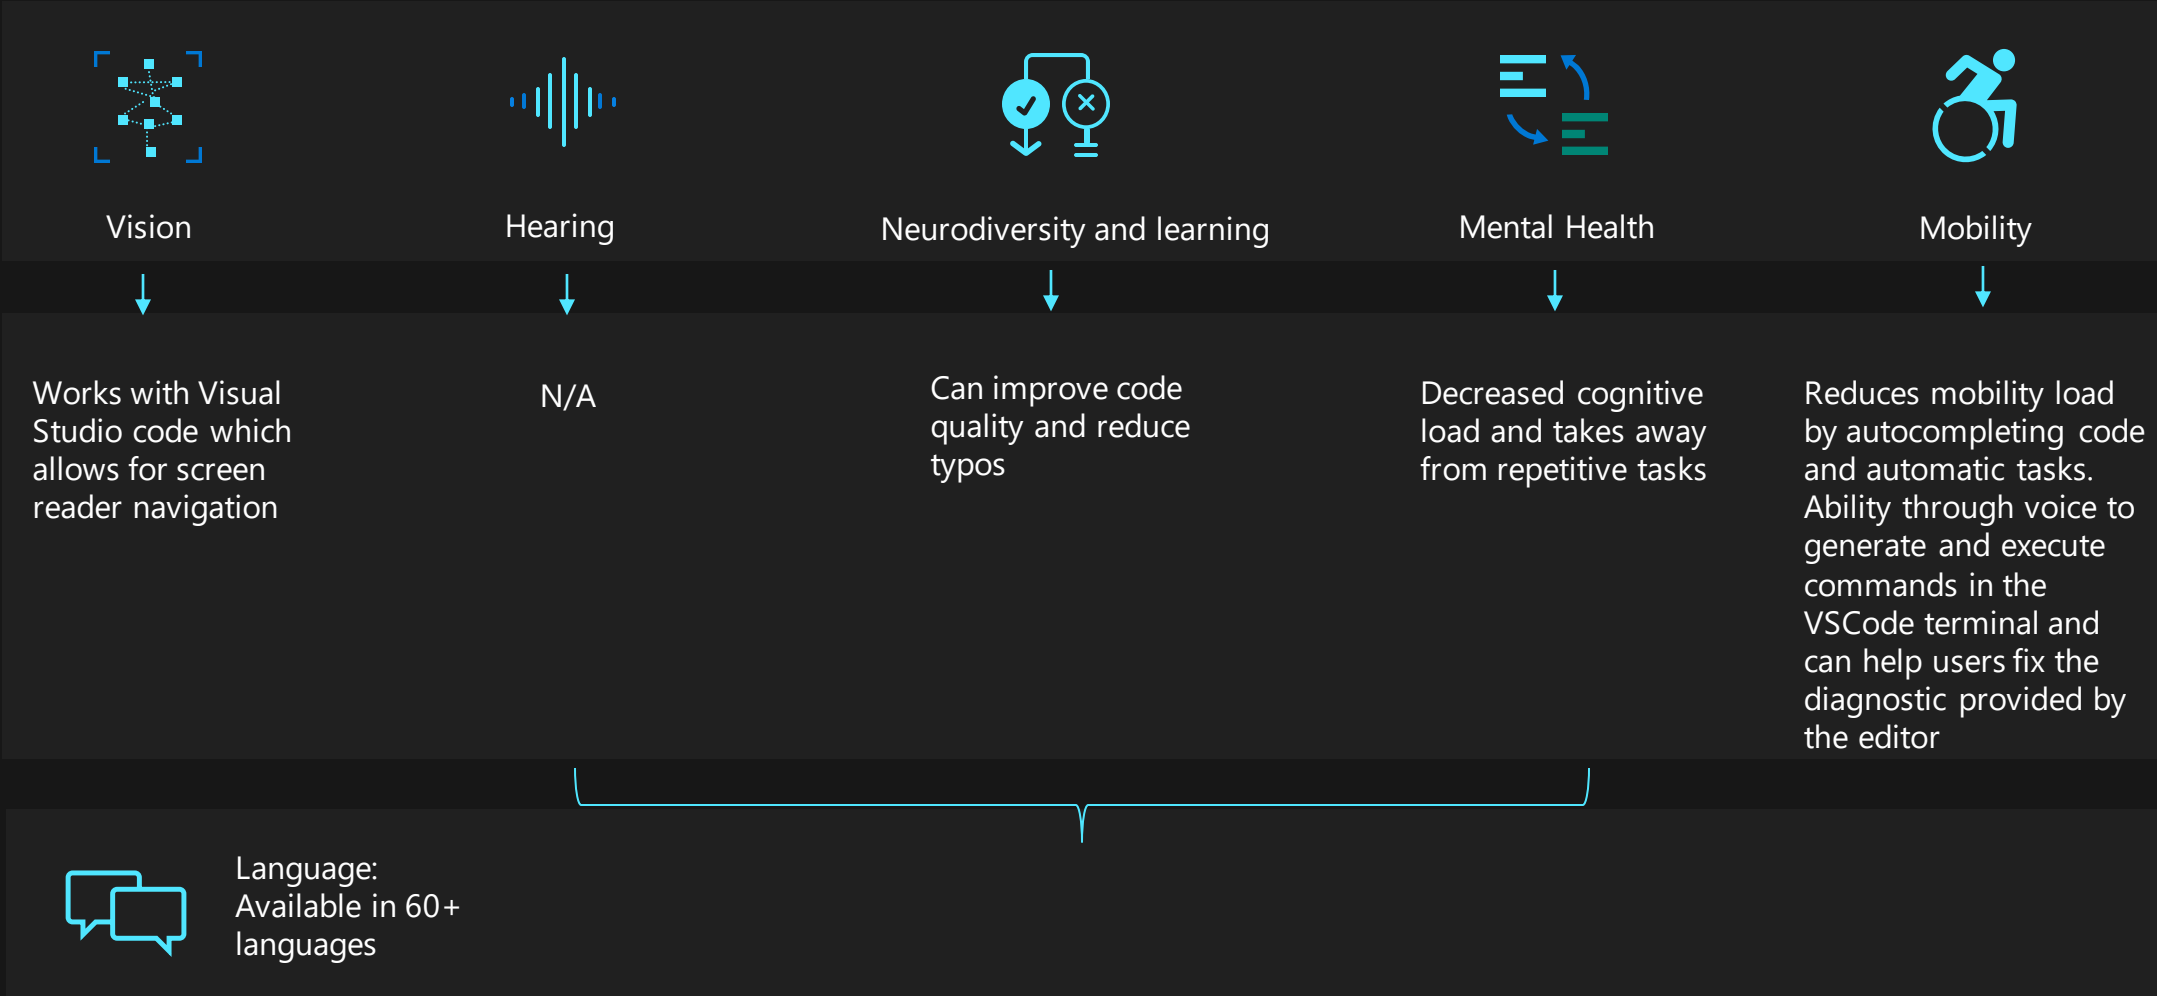 Vision
Hearing
Neurodiversity and learning
Mental Health
Mobility
Works with Visual
Studio code which
allows for screen
reader navigation
N/A
Can improve code
quality and reduce
typos
Decreased cognitive
load and takes away
from repetitive tasks
Reduces mobility load
by autocompleting code
and automatic tasks.
Ability through voice to
generate and execute
commands in the
VSCode terminal and
can help users fix the
diagnostic provided by
the editor
Language:
Available in 60+
languages